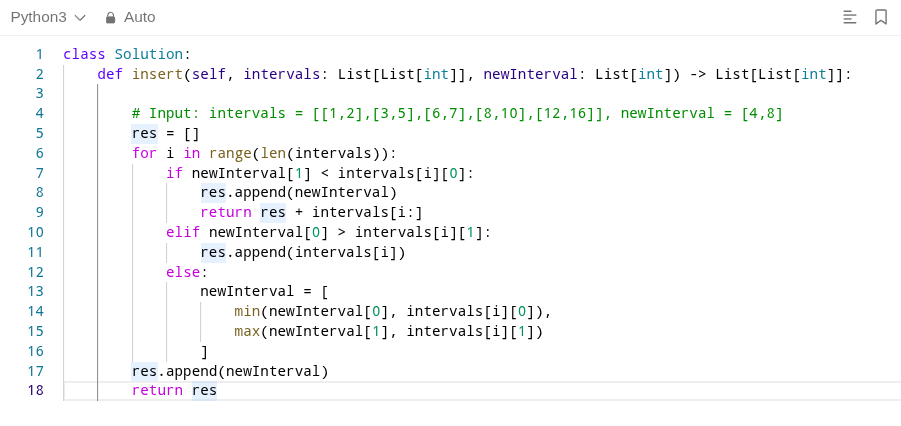 Python3 Auto
1 class Solution:
2 def insert(self, intervals: List[List[int]], newInterval: List[int]) -> List[List[int]]:
3
4 # Input: intervals = [[1,2],[3,5],[6,7],[8,10],[12,16]], newInterval = [4,8]
5 res = []
6 for i in range(len(intervals)):
7 if newInterval[1] < intervals[i][0]:
8 res.append(newInterval)
9 return res + intervals[i:]
10 elif newInterval[0] > intervals[i][1]:
11 res.append(intervals[i])
12 else:
13 newInterval = [
14 min(newInterval[0], intervals[i][0]),
15 max(newInterval[1], intervals[i][1])
16 ]
17 res.append(newInterval)
18 return res